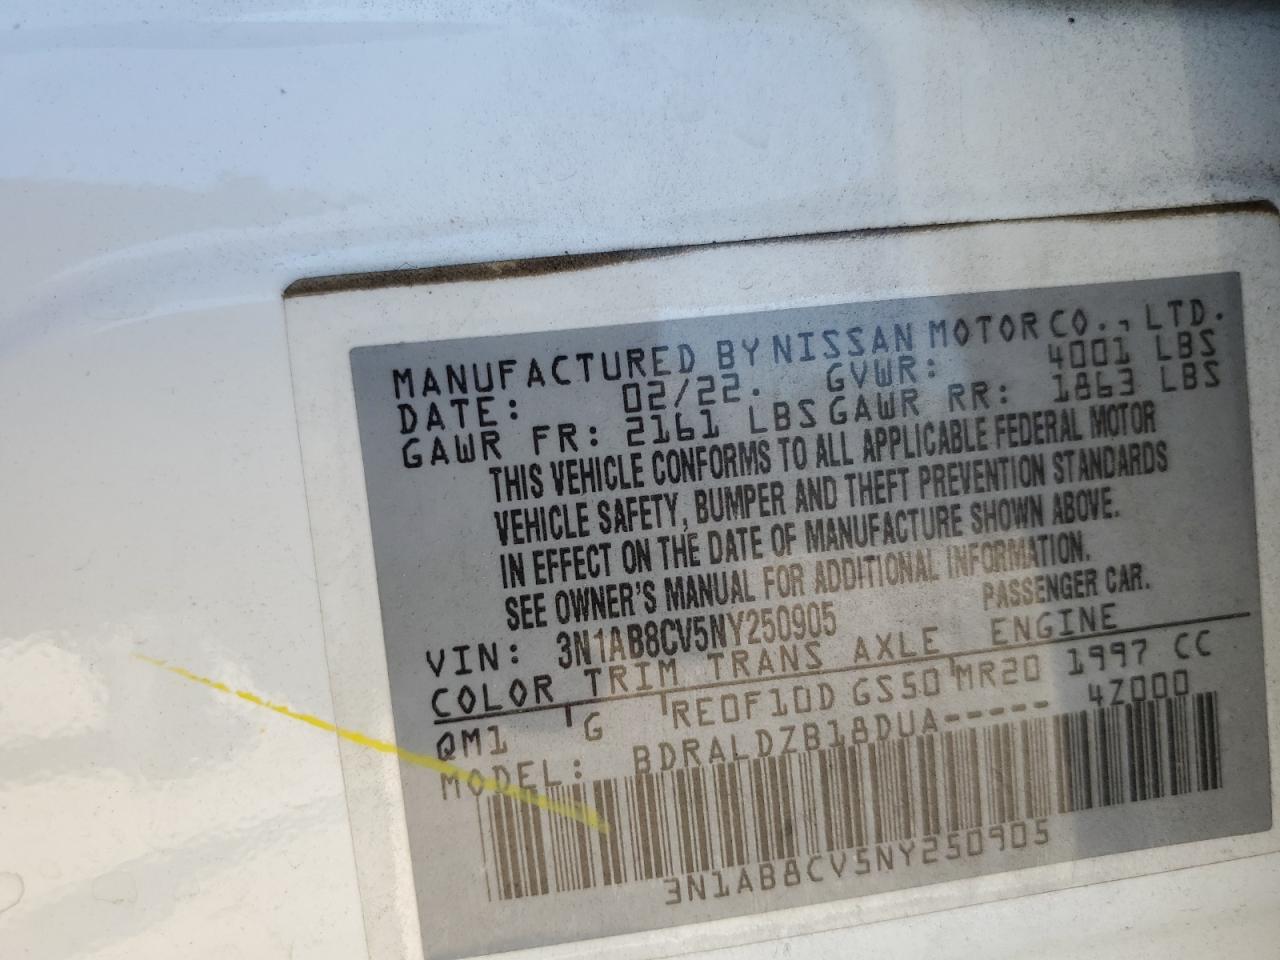 MANUFACTURED BY NISSAN MOTOR CO., LTD.
DATE: 02/22. GVWR: 4001 LBS
GAWR FR: 2161 LBS GAWR RR: 1863 LBS
THIS VEHICLE CONFORMS TO ALL APPLICABLE FEDERAL MOTOR
VEHICLE SAFETY, BUMPER AND THEFT PREVENTION STANDARDS
IN EFFECT ON THE DATE OF MANUFACTURE SHOWN ABOVE.
SEE OWNER'S MANUAL FOR ADDITIONAL INFORMATION.
VIN: 3N1AB8CV5NY250905 PASSENGER CAR.
COLOR TRIM TRANS AXLE ENGINE
QM1 G RE0F10D GS50 MR20 1997 CC
MODEL: BDRALDZB18DUA----- 4Z000
3N1AB8CV5NY250905